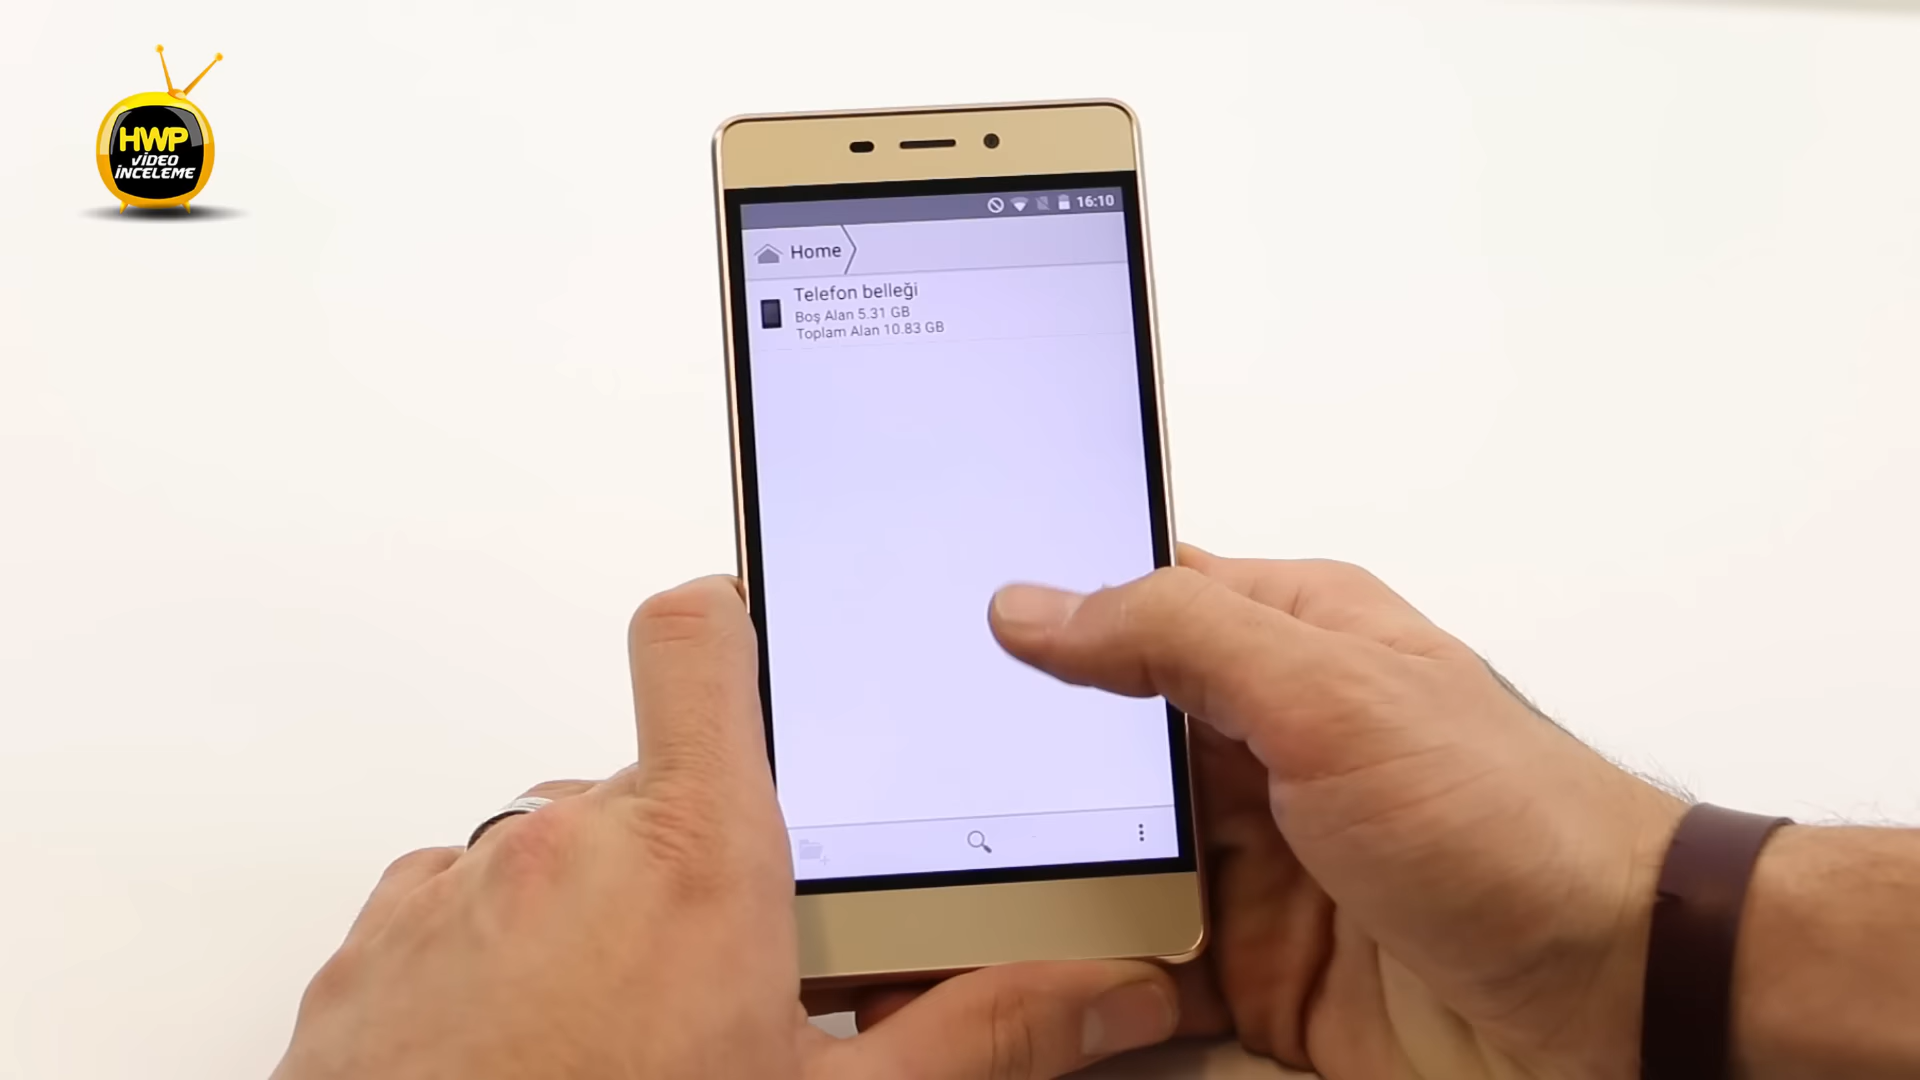 HWP
VİDEO
İNCELEME
16:10
Home
Telefon belleği
Boş Alan 5.31 GB
Toplam Alan 10.83 GB